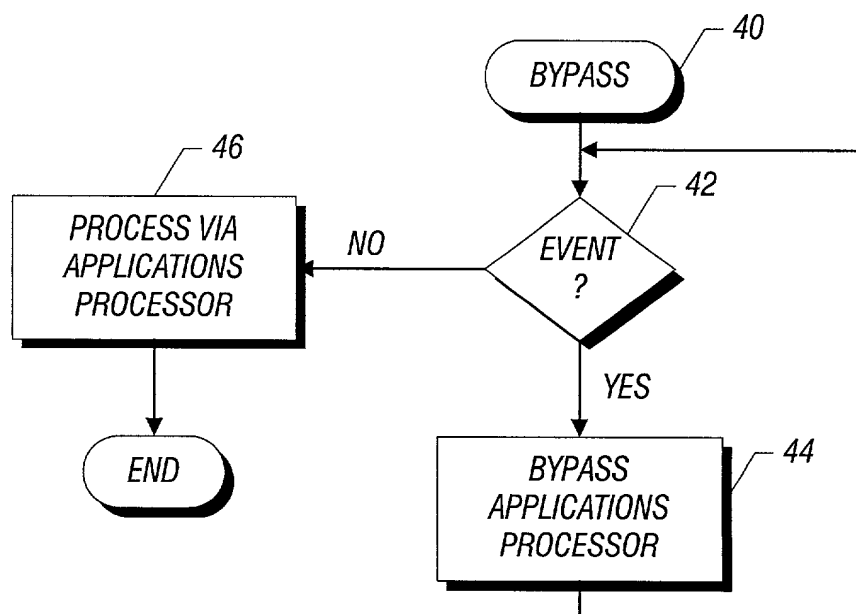 40
BYPASS
42
EVENT
?
NO
YES
46
PROCESS VIA
APPLICATIONS
PROCESSOR
END
44
BYPASS
APPLICATIONS
PROCESSOR